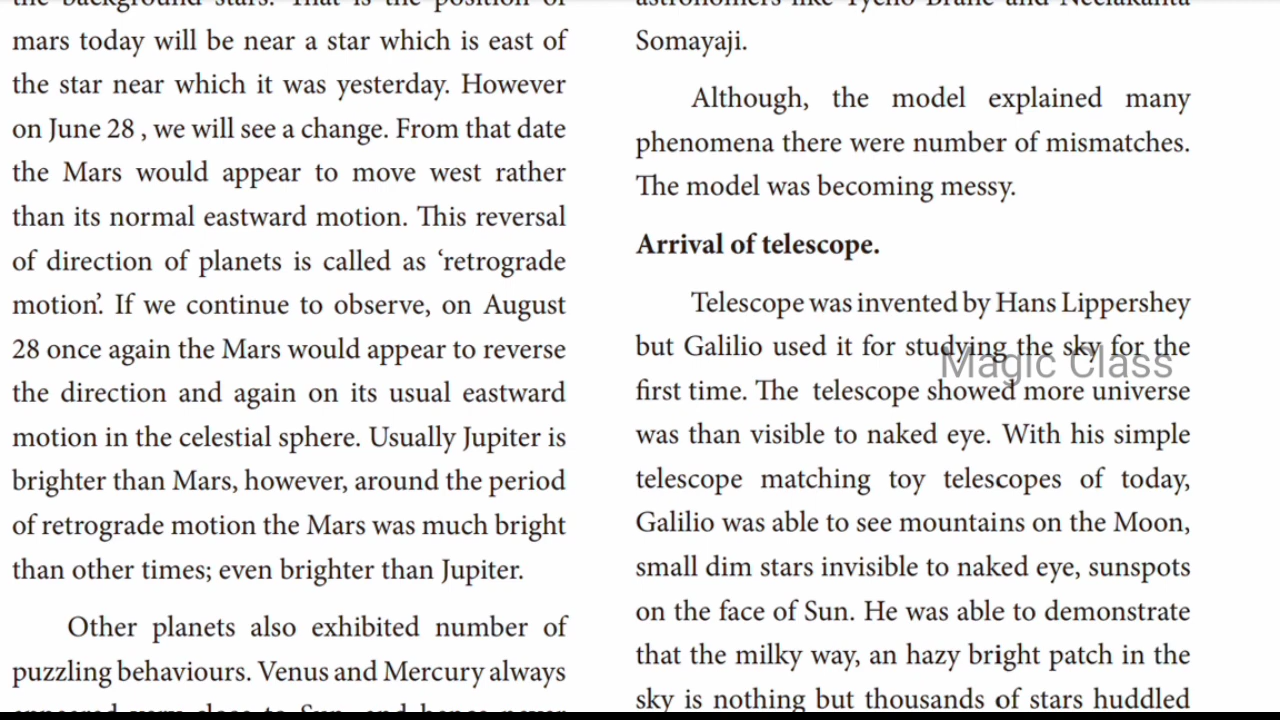 mars today will be near a star which is east of
the star near which it was yesterday. However
on June 28 , we will see a change. From that date
the Mars would appear to move west rather
than its normal eastward motion. This reversal
of direction of planets is called as ‘retrograde
motion’. If we continue to observe, on August
28 once again the Mars would appear to reverse
the direction and again on its usual eastward
motion in the celestial sphere. Usually Jupiter is
brighter than Mars, however, around the period
of retrograde motion the Mars was much bright
than other times; even brighter than Jupiter.
Other planets also exhibited number of
puzzling behaviours. Venus and Mercury always
Somayaji.
Although, the model explained many
phenomena there were number of mismatches.
The model was becoming messy.
Arrival of telescope.
Telescope was invented by Hans Lippershey
but Galilio used it for studying the sky for the
first time. The telescope showed more universe
was than visible to naked eye. With his simple
telescope matching toy telescopes of today,
Galilio was able to see mountains on the Moon,
small dim stars invisible to naked eye, sunspots
on the face of Sun. He was able to demonstrate
that the milky way, an hazy bright patch in the
sky is nothing but thousands of stars huddled
Magic Class